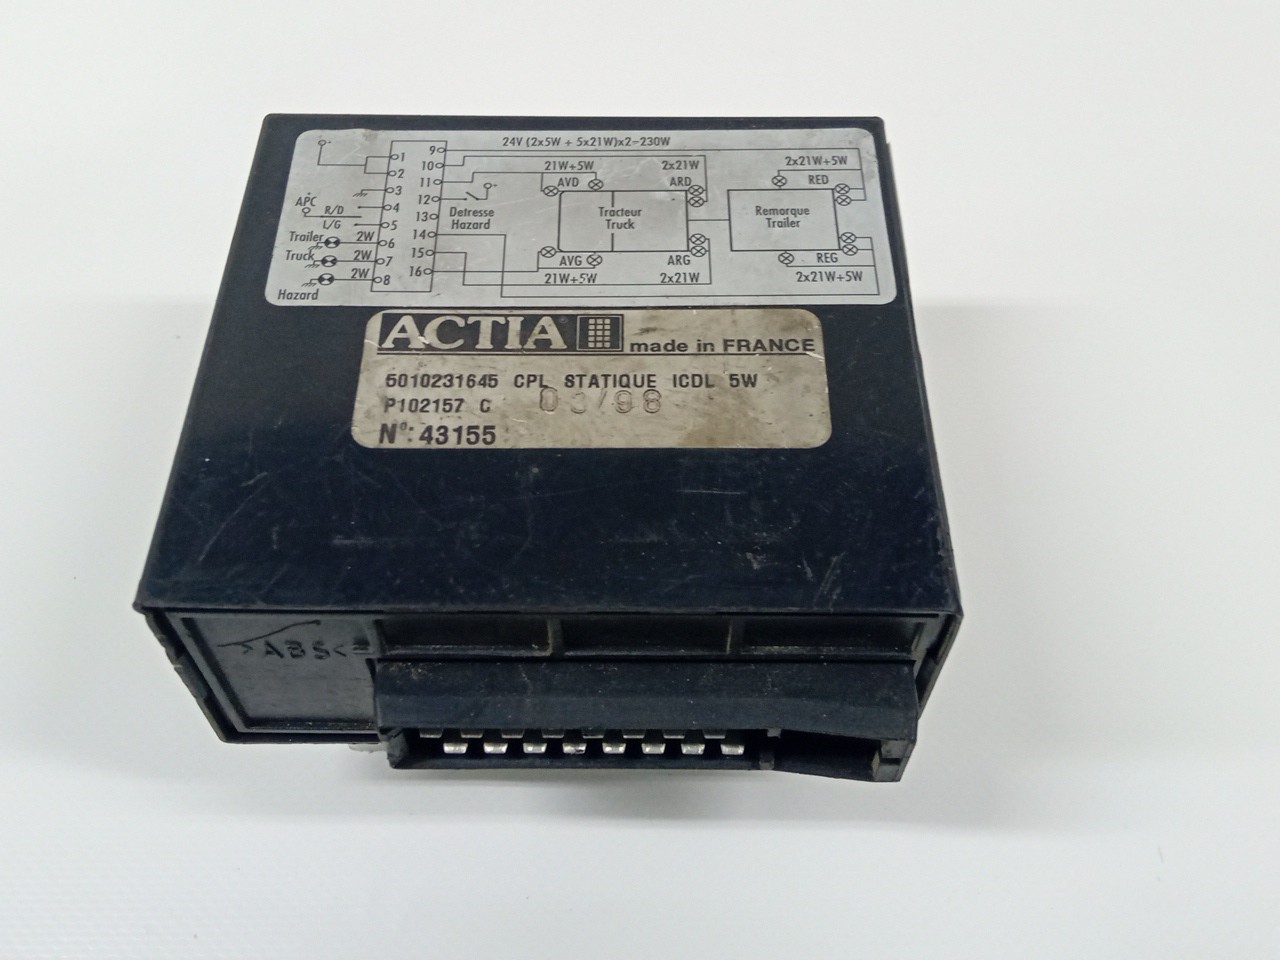 24V (2x5W + 5x21W)x2-230W
+
1
2
3
4
5
6
7
8
9
10
11
12
13
14
15
16
+
APC
R/D
L/G
Trailer 2W
Truck 2W
2W
Hazard
+
Detresse
Hazard
21W+5W
AVD
2x21W
ARD
Tracteur
Truck
AVG
21W+5W
ARG
2x21W
2x21W+5W
RED
Remorque
Trailer
REG
2x21W+5W
ACTIA made in FRANCE
5010231645 CPL STATIQUE ICDL 5W
P102157 C 03/98
N°: 43155
>ABS<